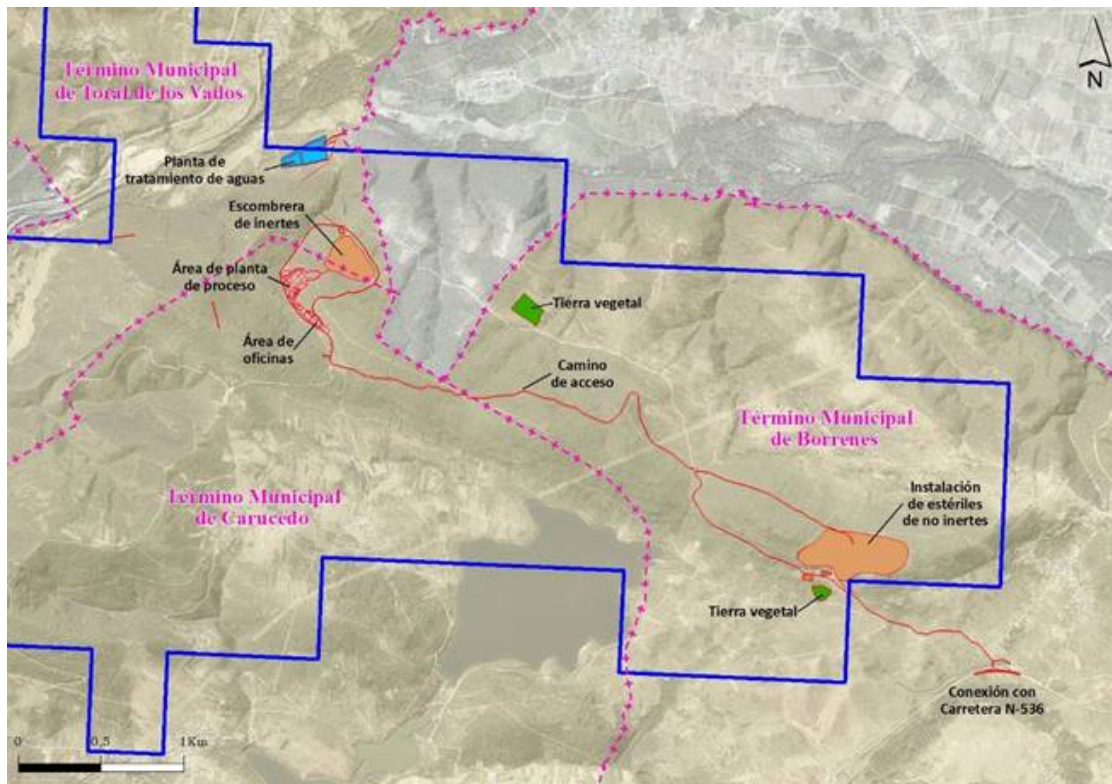 Término Municipal
de Toral de los Vados
N
Planta de
tratamiento de aguas
Escombrera
de inertes
Área de planta
de proceso
Tierra vegetal
Área de
oficinas
Camino
de acceso
Término Municipal
de Borrenes
Término Municipal
de Carucedo
Instalación
de estériles
de no inertes
Tierra vegetal
Conexión con
Carretera N-536
0 0,5 1Km